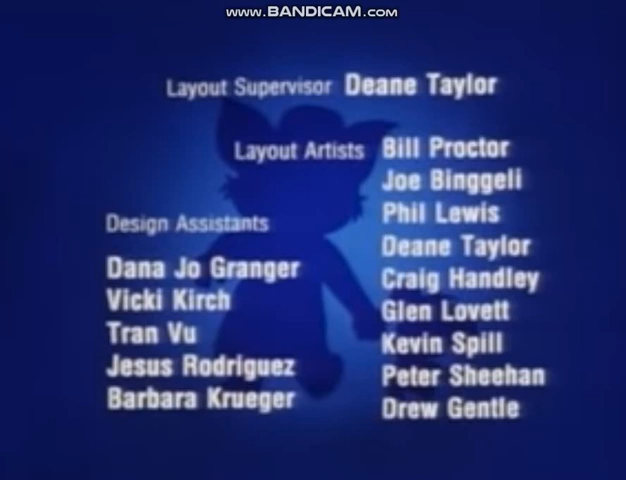 www.BANDICAM.com
Layout Supervisor Deane Taylor
Layout Artists Bill Proctor
Joe Binggeli
Phil Lewis
Deane Taylor
Craig Handley
Glen Lovett
Kevin Spill
Peter Sheehan
Drew Gentle
Design Assistants
Dana Jo Granger
Vicki Kirch
Tran Vu
Jesus Rodriguez
Barbara Krueger